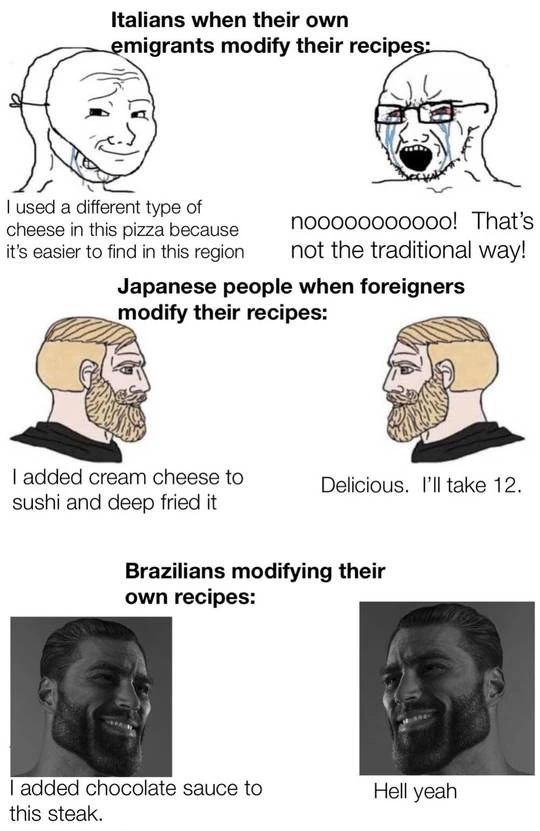 Italians when their own
emigrants modify their recipes:
I used a different type of
cheese in this pizza because
it's easier to find in this region
nooooooooooo! That's
not the traditional way!
Japanese people when foreigners
modify their recipes:
I added cream cheese to
sushi and deep fried it
Delicious. I'll take 12.
Brazilians modifying their
own recipes:
I added chocolate sauce to
this steak.
Hell yeah